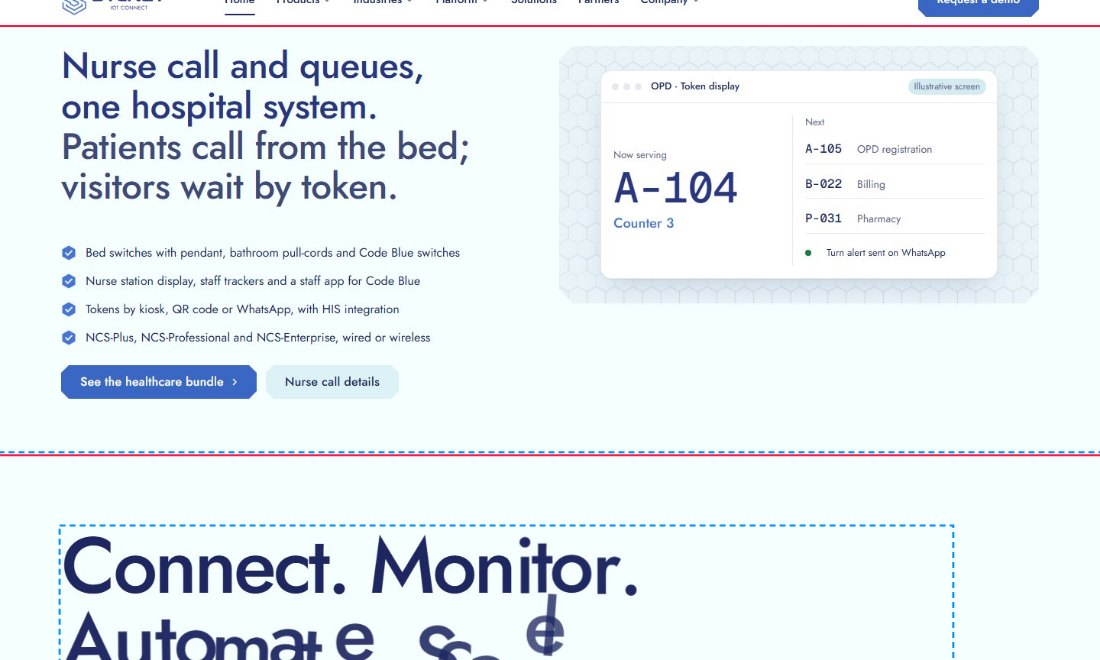 IOT CONNECT
Home Products Industries Platform Solutions Partners Company
Request a demo
Nurse call and queues,
one hospital system.
Patients call from the bed;
visitors wait by token.
Bed switches with pendant, bathroom pull-cords and Code Blue switches
Nurse station display, staff trackers and a staff app for Code Blue
Tokens by kiosk, QR code or WhatsApp, with HIS integration
NCS-Plus, NCS-Professional and NCS-Enterprise, wired or wireless
See the healthcare bundle
Nurse call details
OPD - Token display
Illustrative screen
Now serving
A-104
Counter 3
Next
A-105 OPD registration
B-022 Billing
P-031 Pharmacy
Turn alert sent on WhatsApp
Connect. Monitor.
Automate